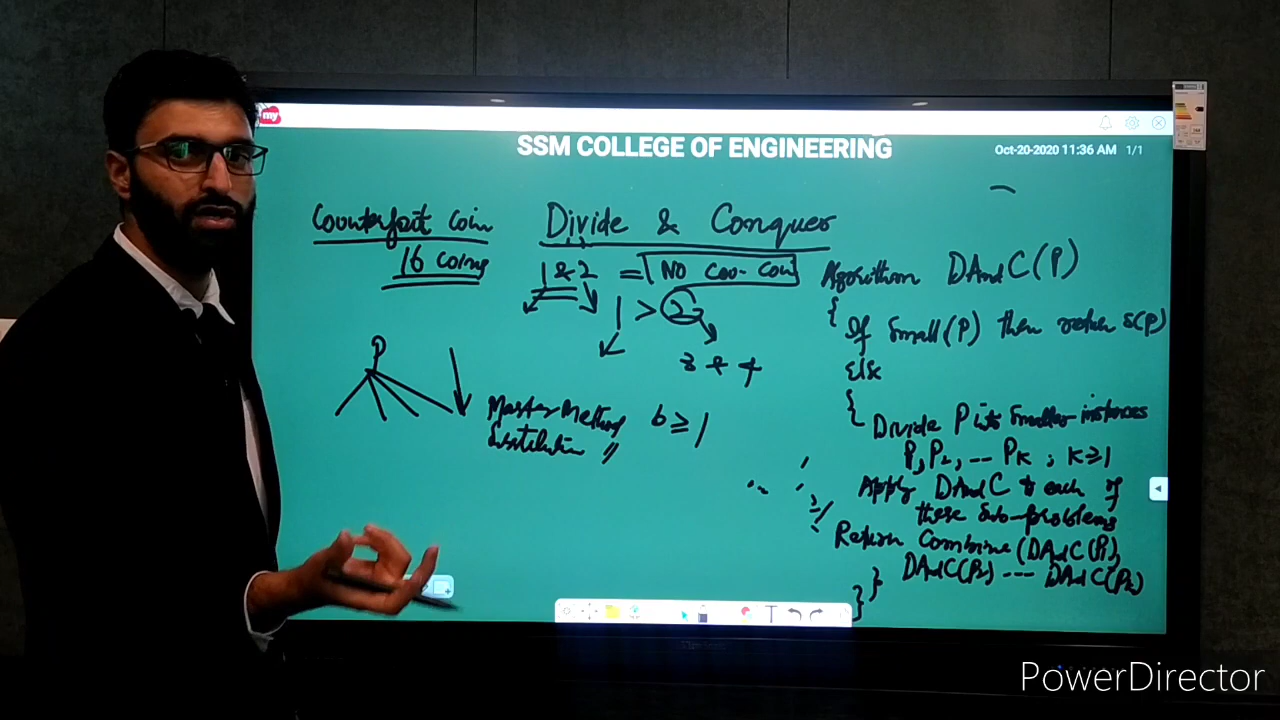 my
SSM COLLEGE OF ENGINEERING
Oct-20-2020 11:36 AM 1/1
Counterfeit Coin
16 coins
Divide & Conquer
1 & 2 = No Cou-Coin
1 > 2
3 + 4
P
Master Method b ≥ 1
Substitution "
Algorithm DAndC(P)
{
If Small(P) then return S(P)
else
{
Divide P into Smaller instances
P1, P2, --- Pk ; k ≥ 1
Apply DAndC to each of
these Sub-problems
Return Combine (DAndC(P1),
DAndC(P2) --- DAndC(Pk)
}
}
T
PowerDirector